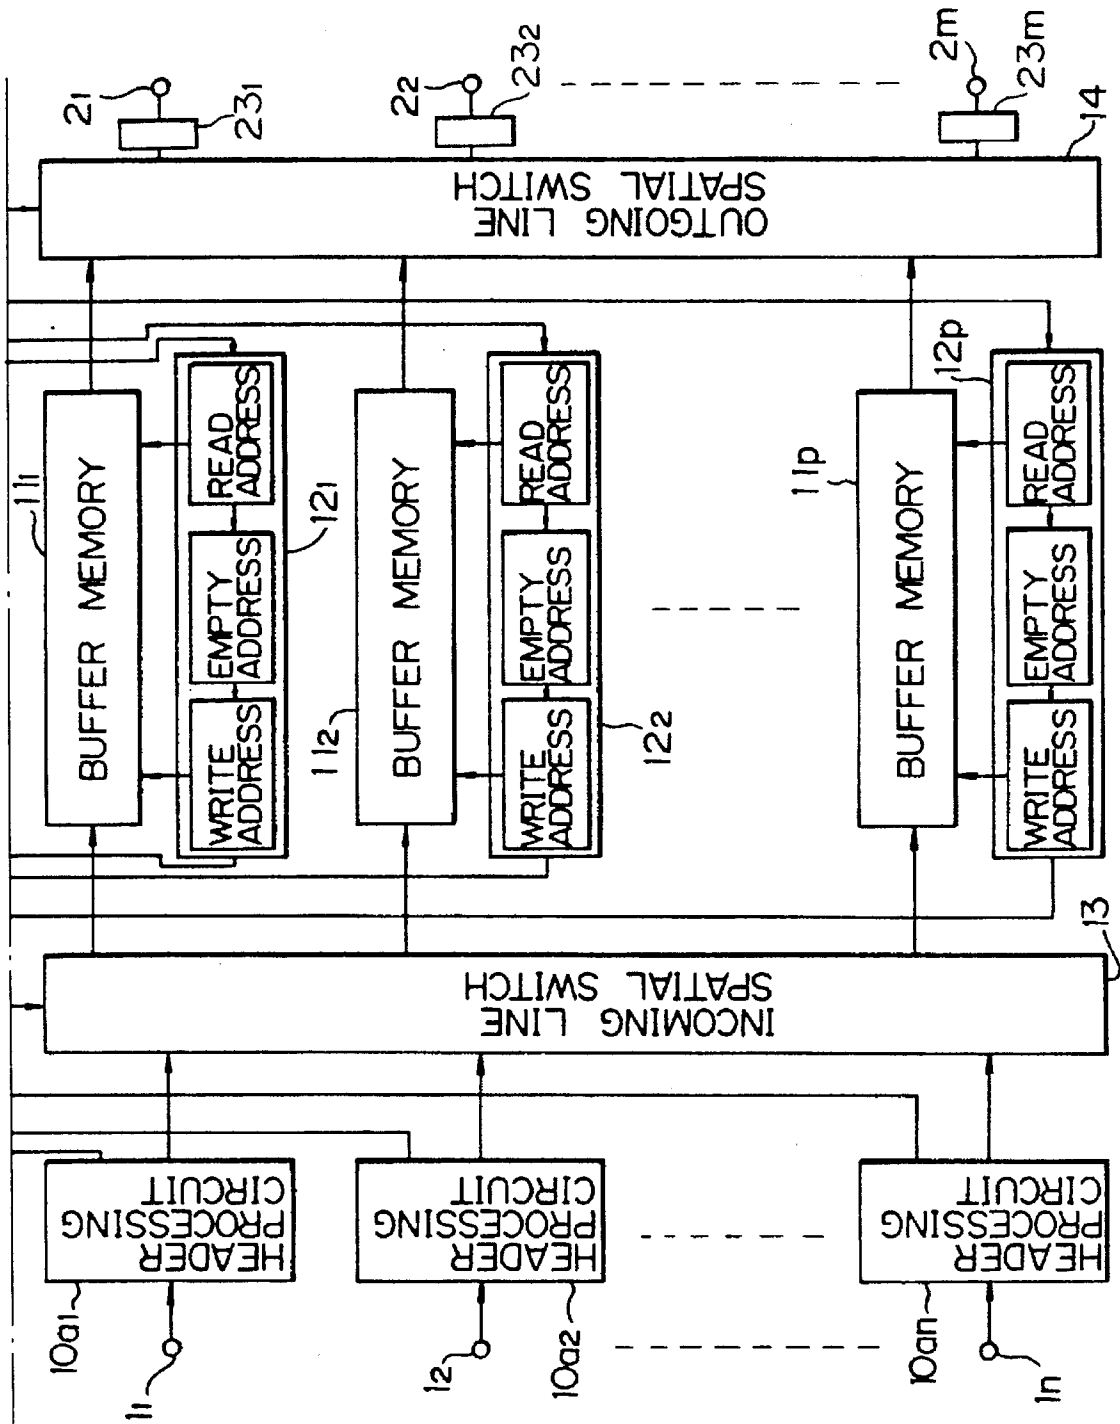 1₁
10a₁
HEADER
PROCESSING
CIRCUIT
1₂
10a₂
HEADER
PROCESSING
CIRCUIT
1n
10an
HEADER
PROCESSING
CIRCUIT
INCOMING LINE
SPATIAL SWITCH
13
11₁
BUFFER MEMORY
WRITE
ADDRESS
EMPTY
ADDRESS
READ
ADDRESS
12₁
11₂
BUFFER MEMORY
WRITE
ADDRESS
EMPTY
ADDRESS
READ
ADDRESS
12₂
11p
BUFFER MEMORY
WRITE
ADDRESS
EMPTY
ADDRESS
READ
ADDRESS
12p
OUTGOING LINE
SPATIAL SWITCH
14
2₁
23₁
2₂
23₂
2m
23m